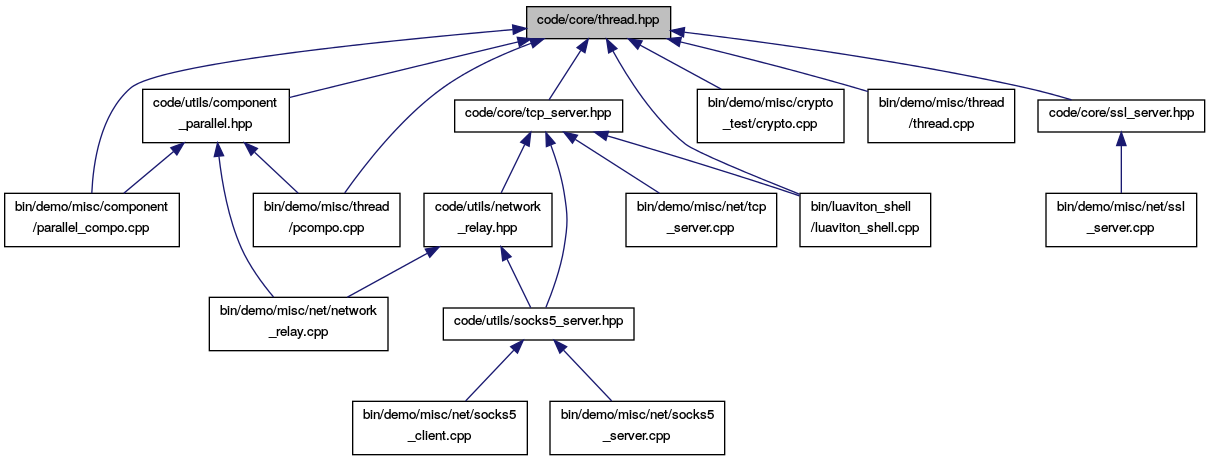 code/core/thread.hpp
code/utils/component
_parallel.hpp
code/core/tcp_server.hpp
bin/demo/misc/crypto
_test/crypto.cpp
bin/demo/misc/thread
/thread.cpp
code/core/ssl_server.hpp
bin/demo/misc/component
/parallel_compo.cpp
bin/demo/misc/thread
/pcompo.cpp
code/utils/network
_relay.hpp
bin/demo/misc/net/tcp
_server.cpp
bin/luaviton_shell
/luaviton_shell.cpp
bin/demo/misc/net/ssl
_server.cpp
bin/demo/misc/net/network
_relay.cpp
code/utils/socks5_server.hpp
bin/demo/misc/net/socks5
_client.cpp
bin/demo/misc/net/socks5
_server.cpp